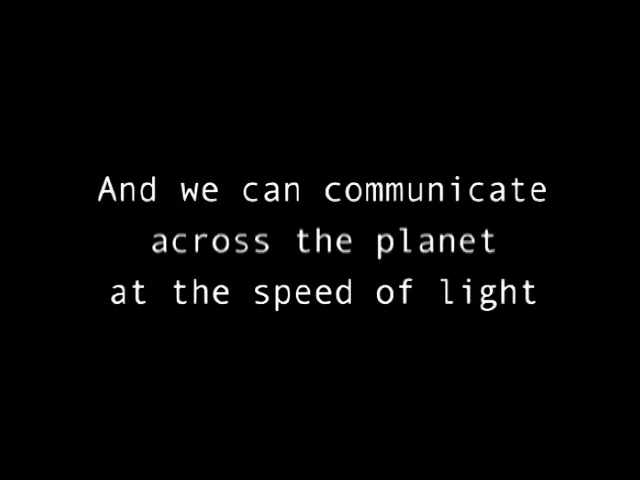 And we can communicate
across the planet
at the speed of light